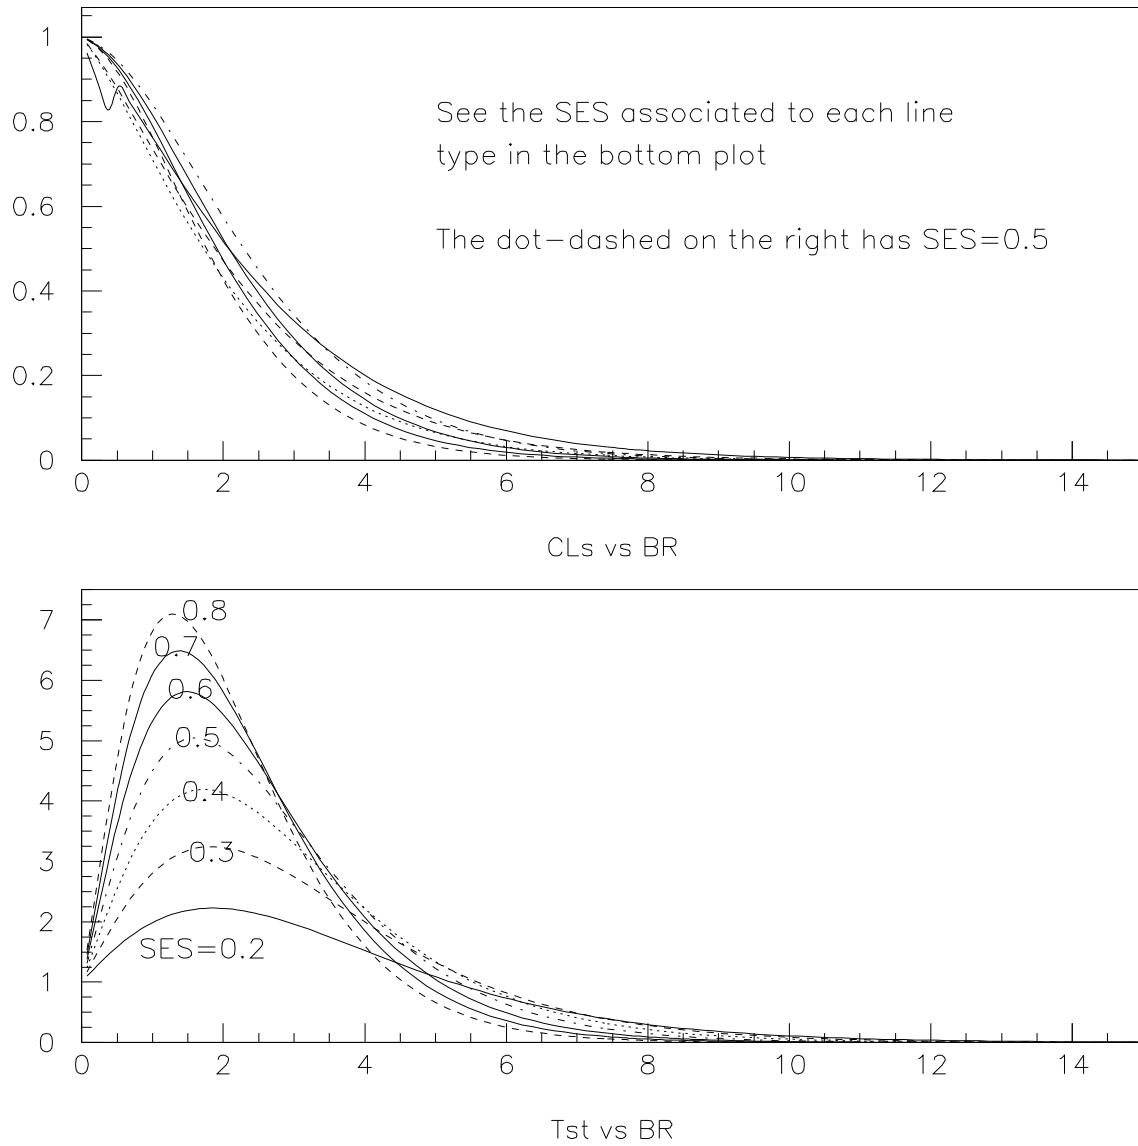 1
0.8
0.6
0.4
0.2
0
See the SES associated to each line
type in the bottom plot
The dot-dashed on the right has SES=0.5
0 2 4 6 8 10 12 14
CLs vs BR
7
6
5
4
3
2
1
0
0.8
0.7
0.6
0.5
0.4
0.3
SES=0.2
0 2 4 6 8 10 12 14
Tst vs BR